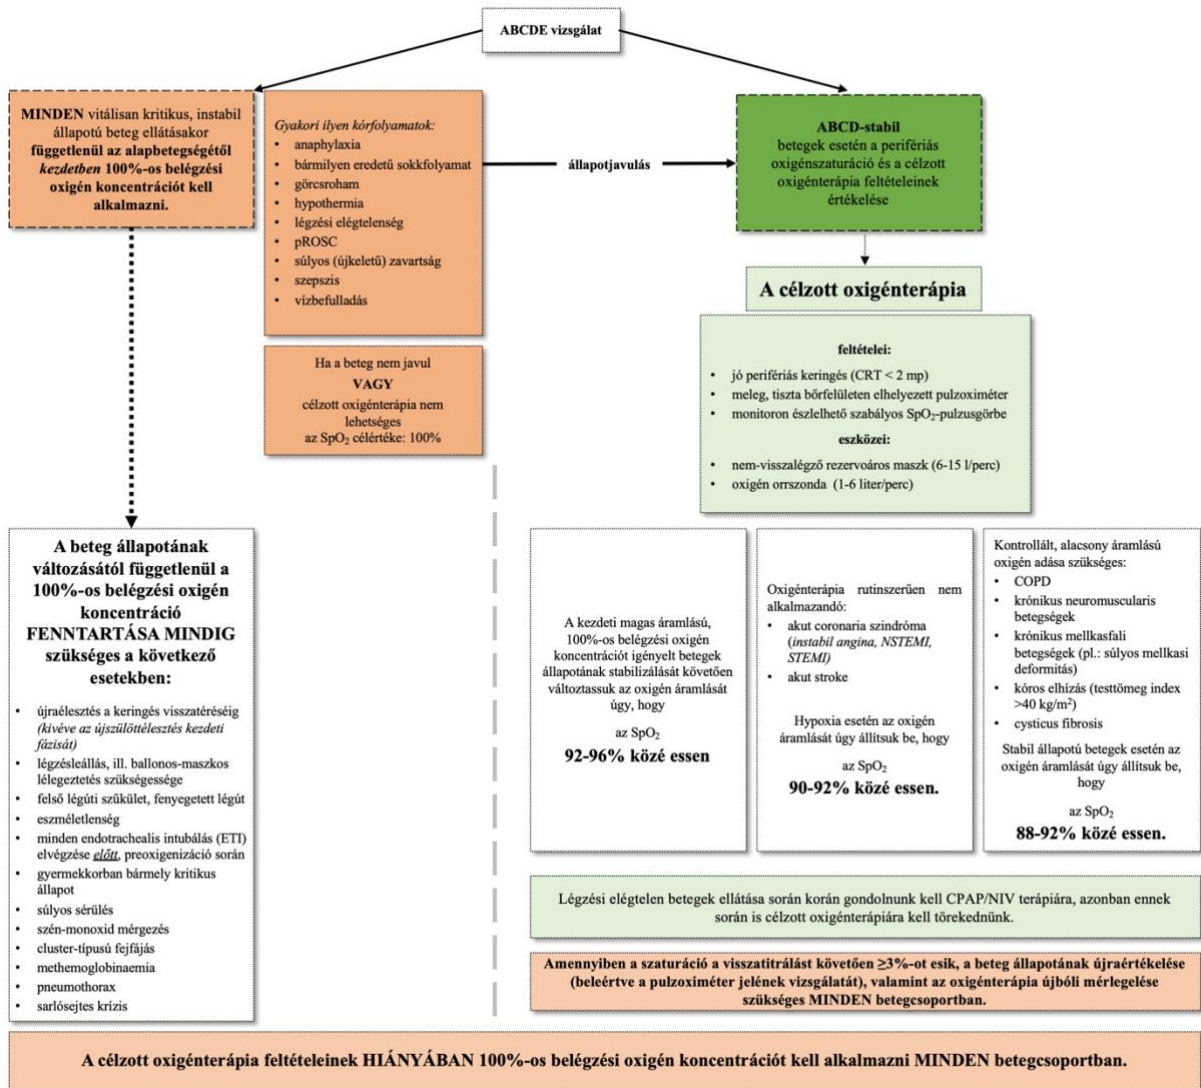 ABCDE vizsgálat
MINDEN vitálisan kritikus, instabil
állapotú beteg ellátásakor
függetlenül az alapbetegségétől
kezdetben 100%-os belégzési
oxigén koncentrációt kell
alkalmazni.
Gyakori ilyen kórfolyamatok:
• anaphylaxia
• bármilyen eredetű sokkfolyamat
• görcsroham
• hypothermia
• légzési elégtelenség
• pROSC
• súlyos (újkeletű) zavartság
• szepszis
• vízbefulladás
állapotjavulás
ABCD-stabil
betegek esetén a perifériás
oxigénszaturáció és a célzott
oxigénterápia feltételeinek
értékelése
Ha a beteg nem javul
VAGY
célzott oxigénterápia nem
lehetséges
az SpO₂ célértéke: 100%
A célzott oxigénterápia
feltételei:
• jó perifériás keringés (CRT < 2 mp)
• meleg, tiszta bőrfelületen elhelyezett pulzoximéter
• monitoron észlelhető szabályos SpO₂-pulzusgörbe
eszközei:
• nem-visszalégző rezervoáros maszk (6-15 l/perc)
• oxigén orrszonda (1-6 liter/perc)
A beteg állapotának
változásától függetlenül a
100%-os belégzési oxigén
koncentráció
FENNTARTÁSA MINDIG
szükséges a következő
esetekben:
• újraélesztés a keringés visszatéréséig
(kivéve az újszülöttélesztés kezdeti
fázisát)
• légzésleállás, ill. ballonos-maszkos
lélegeztetés szükségessége
• felső légúti szűkület, fenyegetett légút
• eszméletlenség
• minden endotrachealis intubálás (ETI)
elvégzése előtt, preoxigenizáció során
• gyermekkorban bármely kritikus
állapot
• súlyos sérülés
• szén-monoxid mérgezés
• cluster-típusú fejfájás
• methemoglobinaemia
• pneumothorax
• sarlósejtes krízis
A kezdeti magas áramlású,
100%-os belégzési oxigén
koncentrációt igényelt betegek
állapotának stabilizálását követően
változtassuk az oxigén áramlását
úgy, hogy
az SpO₂
92-96% közé essen
Oxigénterápia rutinszerűen nem
alkalmazandó:
• akut coronaria szindróma
(instabil angina, NSTEMI,
STEMI)
• akut stroke
Hypoxia esetén az oxigén
áramlását úgy állítsuk be, hogy
az SpO₂
90-92% közé essen.
Kontrollált, alacsony áramlású
oxigén adása szükséges:
• COPD
• krónikus neuromuscularis
betegségek
• krónikus mellkasfali
betegségek (pl.: súlyos mellkasi
deformitás)
• kóros elhízás (testtömeg index
>40 kg/m²)
• cysticus fibrosis
Stabil állapotú betegek esetén az
oxigén áramlását úgy állítsuk be,
hogy
az SpO₂
88-92% közé essen.
Légzési elégtelen betegek ellátása során korán gondolnunk kell CPAP/NIV terápiára, azonban ennek
során is célzott oxigénterápiára kell törekednünk.
Amennyiben a szaturáció a visszatitrálást követően ≥3%-ot esik, a beteg állapotának újraértékelése
(beleértve a pulzoximéter jelének vizsgálatát), valamint az oxigénterápia újbóli mérlegelése
szükséges MINDEN betegcsoportban.
A célzott oxigénterápia feltételeinek HIÁNYÁBAN 100%-os belégzési oxigén koncentrációt kell alkalmazni MINDEN betegcsoportban.